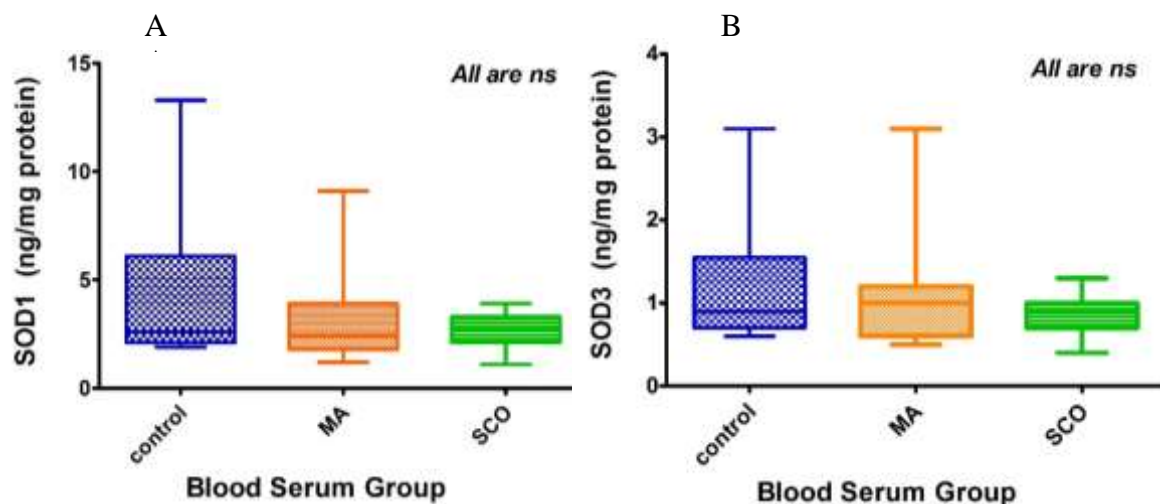 A
B
15
10
5
0
SOD1 (ng/mg protein)
All are ns
control
MA
SCO
Blood Serum Group
4
3
2
1
0
SOD3 (ng/mg protein)
All are ns
control
MA
SCO
Blood Serum Group